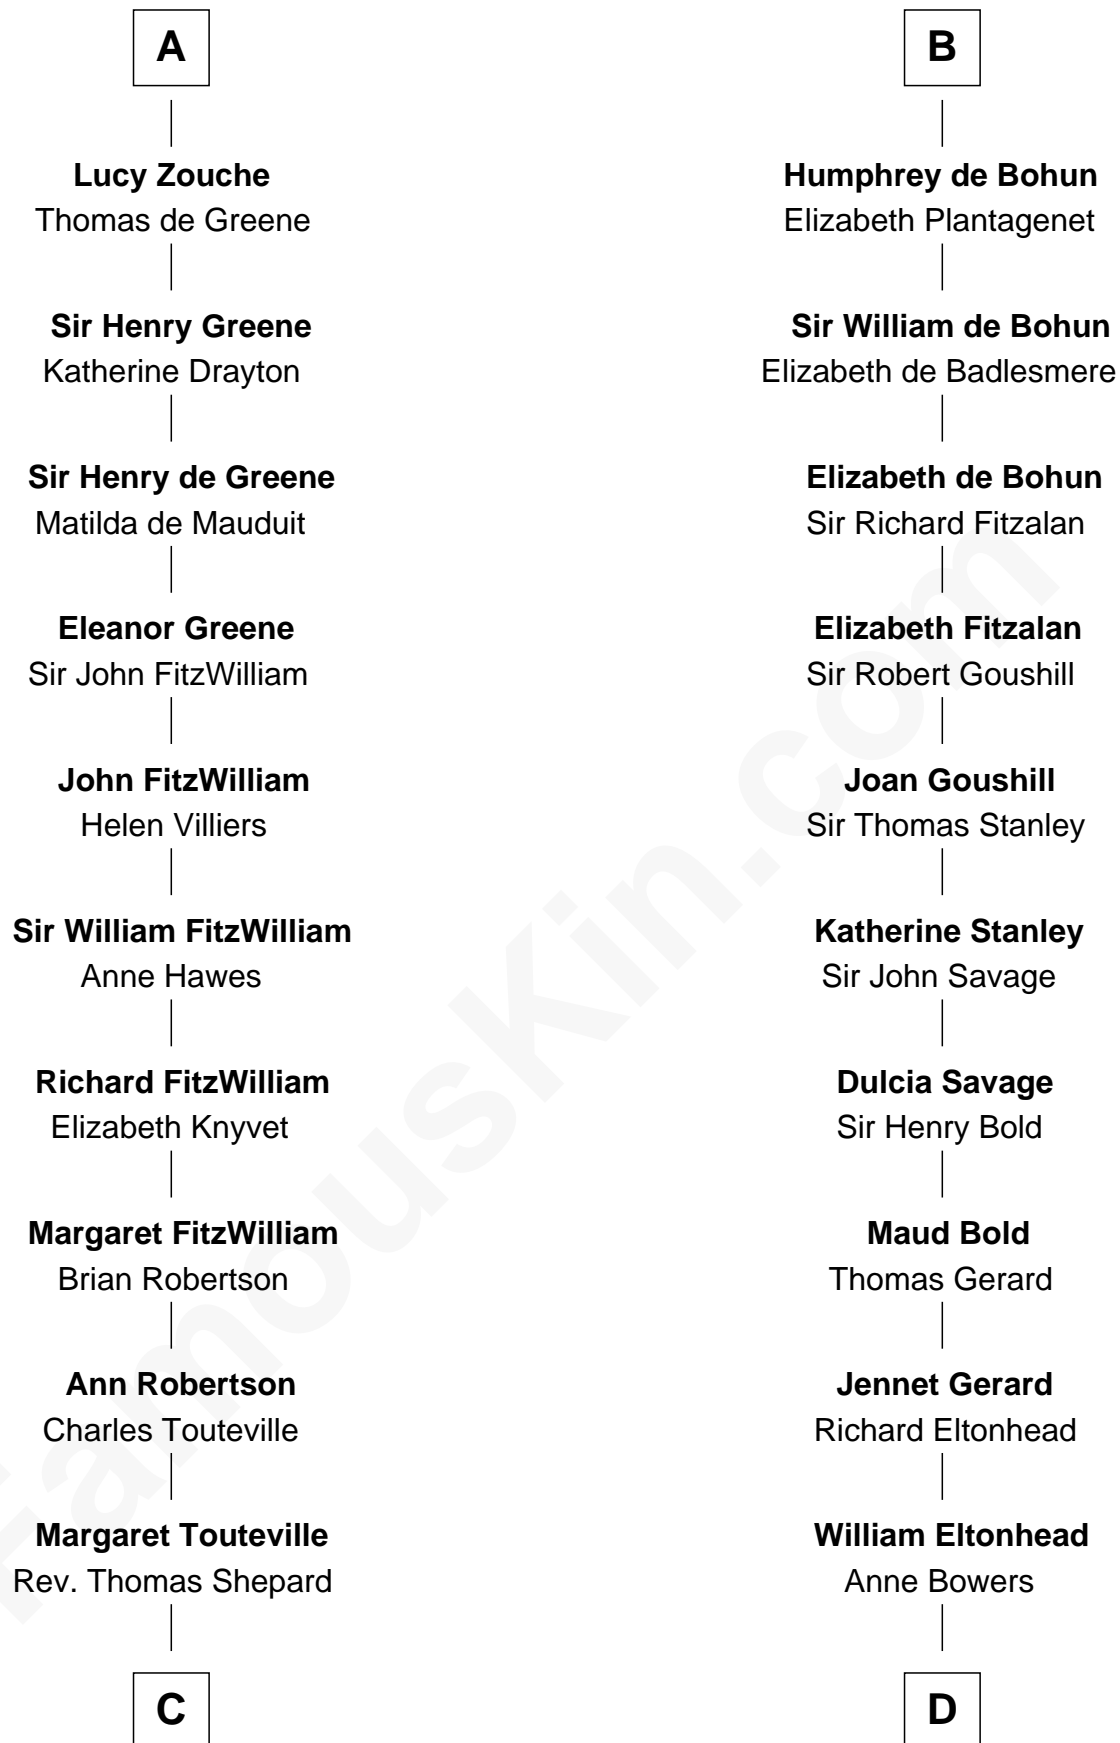 A
Lucy Zouche
Thomas de Greene
Sir Henry Greene
Katherine Drayton
Sir Henry de Greene
Matilda de Mauduit
Eleanor Greene
Sir John FitzWilliam
John FitzWilliam
Helen Villiers
Sir William FitzWilliam
Anne Hawes
Richard FitzWilliam
Elizabeth Knyvet
Margaret FitzWilliam
Brian Robertson
Ann Robertson
Charles Touteville
Margaret Touteville
Rev. Thomas Shepard
C
B
Humphrey de Bohun
Elizabeth Plantagenet
Sir William de Bohun
Elizabeth de Badlesmere
Elizabeth de Bohun
Sir Richard Fitzalan
Elizabeth Fitzalan
Sir Robert Goushill
Joan Goushill
Sir Thomas Stanley
Katherine Stanley
Sir John Savage
Dulcia Savage
Sir Henry Bold
Maud Bold
Thomas Gerard
Jennet Gerard
Richard Eltonhead
William Eltonhead
Anne Bowers
D
FamousKin.com